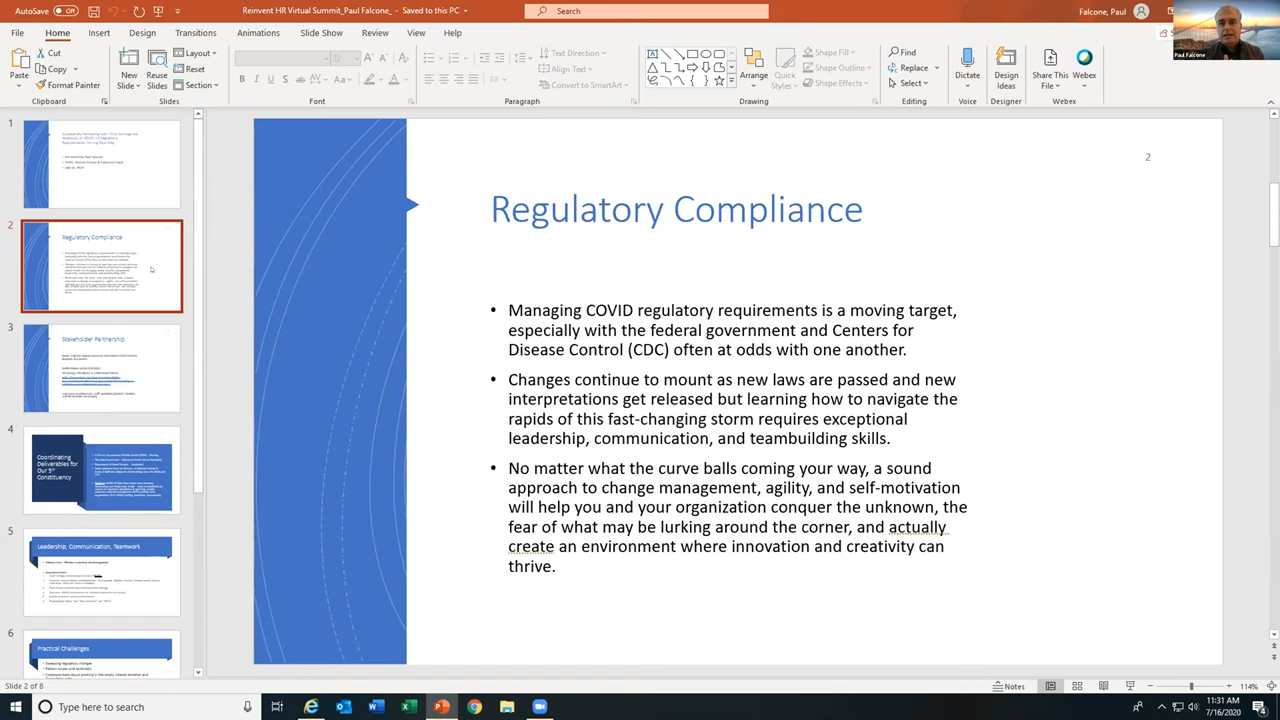 AutoSave Off
Reinvent HR Virtual Summit_Paul Falcone_ - Saved to this PC
Search
Falcone, Paul
File Home Insert Design Transitions Animations Slide Show Review View Help
Paste
Cut
Copy
Format Painter
Clipboard
New Slide
Reuse Slides
Layout
Reset
Section
Slides
Font
Text Direction
Align Text
Convert to SmartArt
Paragraph
Arrange
Quick Styles
Shape Fill
Shape Outline
Shape Effects
Drawing
Find
Replace
Select
Editing
Dictate
Voice
Design Ideas
Designer
Share This File
Webex
Webex
Paul Falcone
1
2
Regulatory Compliance
3
Stakeholder Partnership
Coordinating
Deliverables for
Our 5th
Constituency
Leadership, Communication, Teamwork
6
Practical Challenges
2
Regulatory Compliance
• Managing COVID regulatory requirements is a moving target,
especially with the federal government and Centers for
Disease Control (CDC) often at odds with one another.
Changes continue to mount as new laws are passed and new
interpretations get released but learning how to navigate the
rapids of this fast-changing storm requires exceptional
leadership, communication, and teambuilding skills.
• No matter what the curve balls coming your way, a sound
approach to change management, agility, and self-motivation
will help you and your organization conquer the unknown, the
fear of what may be lurking around the corner, and actually
create an environment where innovation and creativity can
thrive.
Slide 2 of 8
Notes
114%
Type here to search
11:31 AM
7/16/2020